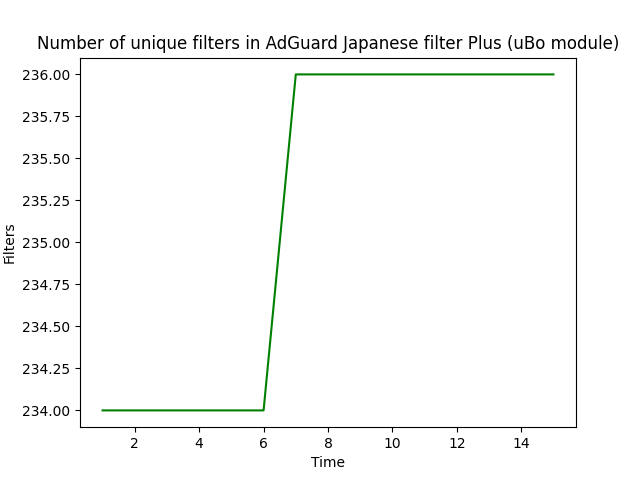 Number of unique filters in AdGuard Japanese filter Plus (uBo module)
236.00
235.75
235.50
235.25
235.00
234.75
234.50
234.25
234.00
Filters
2 4 6 8 10 12 14
Time